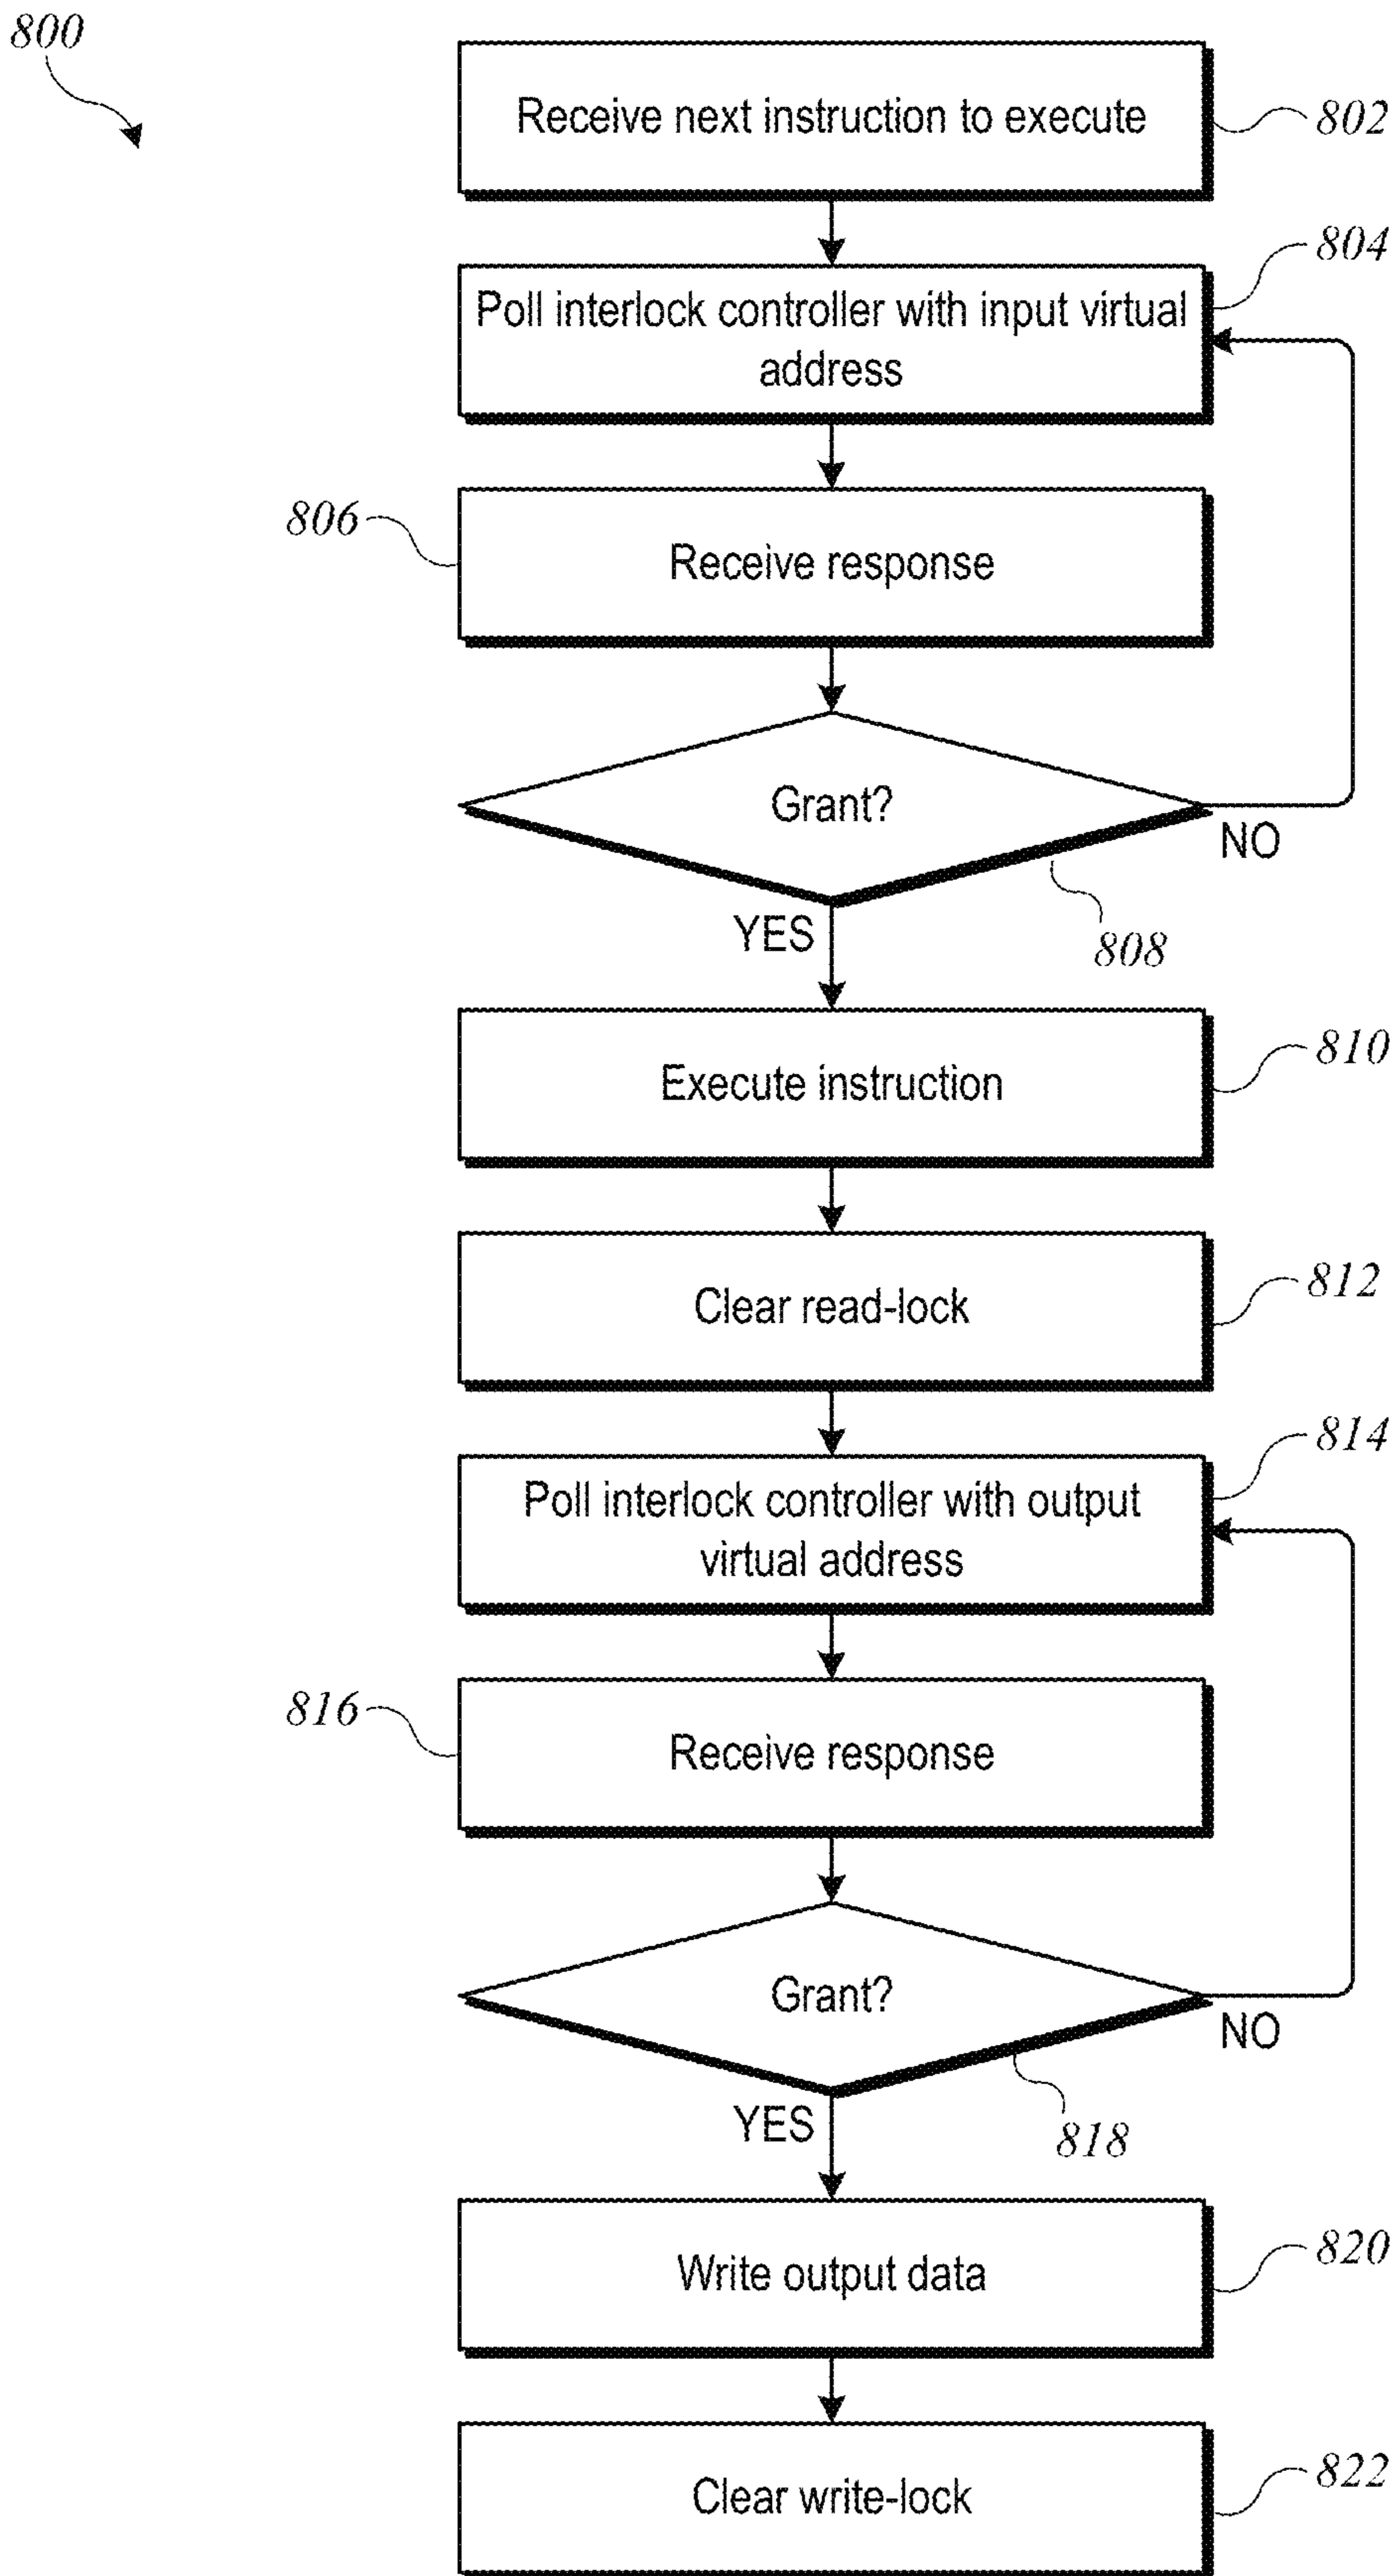 800
Receive next instruction to execute
802
804
Poll interlock controller with input virtual
address
806
Receive response
Grant?
NO
YES
808
810
Execute instruction
812
Clear read-lock
814
Poll interlock controller with output
virtual address
816
Receive response
Grant?
NO
YES
818
820
Write output data
822
Clear write-lock